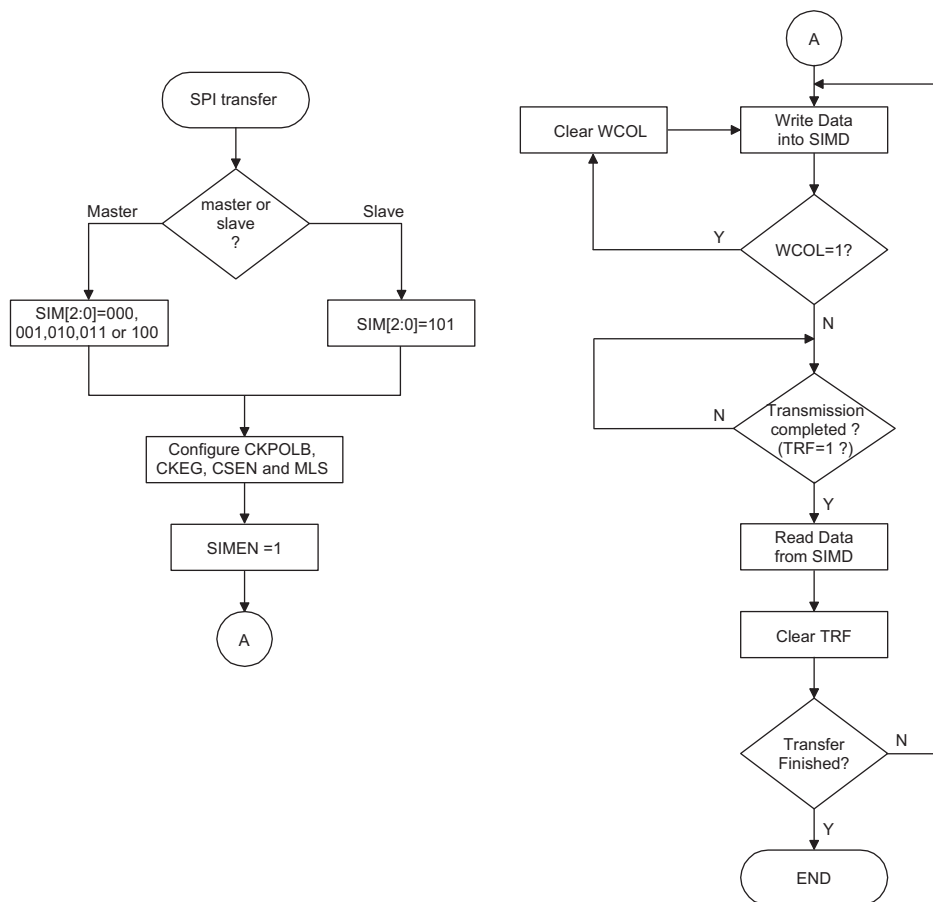 SPI transfer
master or
slave
?
Master
Slave
SIM[2:0]=000,
001,010,011 or 100
SIM[2:0]=101
Configure CKPOLB,
CKEG, CSEN and MLS
SIMEN =1
A
A
Clear WCOL
Write Data
into SIMD
Y
WCOL=1?
N
N
Transmission
completed ?
(TRF=1 ?)
Y
Read Data
from SIMD
Clear TRF
Transfer
Finished?
N
Y
END